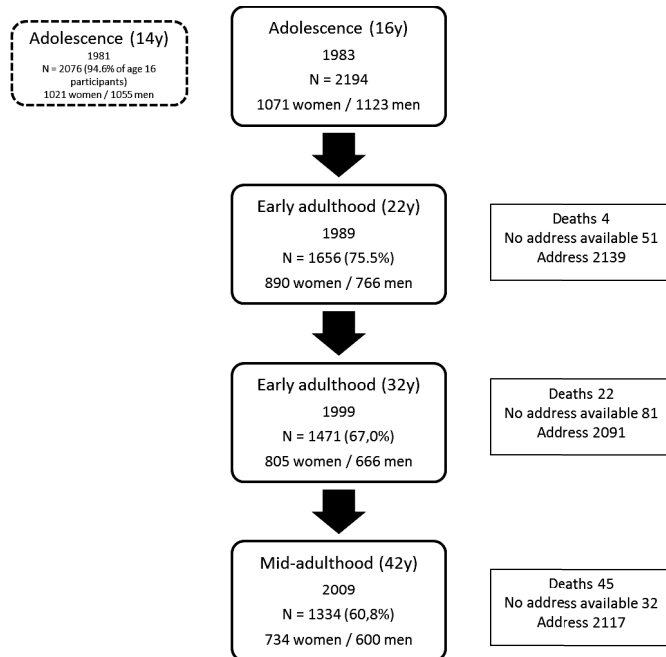 Adolescence (14y)
1981
N = 2076 (94.6% of age 16
participants)
1021 women / 1055 men
Adolescence (16y)
1983
N = 2194
1071 women / 1123 men
Early adulthood (22y)
1989
N = 1656 (75.5%)
890 women / 766 men
Deaths 4
No address available 51
Address 2139
Early adulthood (32y)
1999
N = 1471 (67,0%)
805 women / 666 men
Deaths 22
No address available 81
Address 2091
Mid-adulthood (42y)
2009
N = 1334 (60,8%)
734 women / 600 men
Deaths 45
No address available 32
Address 2117